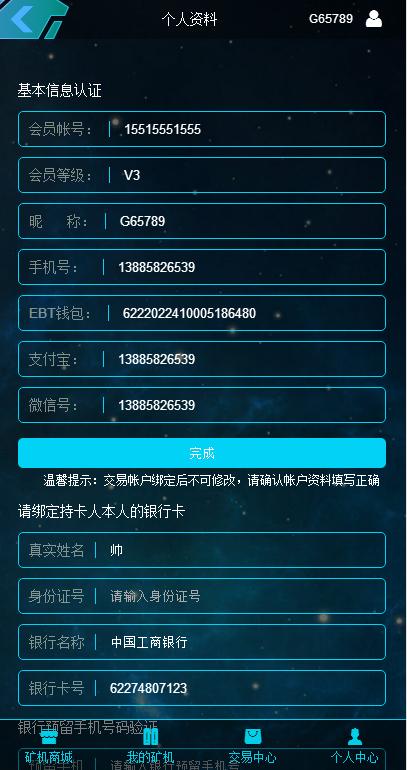 个人资料
G65789
基本信息认证
会员帐号： 15515551555
会员等级： V3
昵 称： G65789
手机号： 13885826539
EBT钱包： 6222022410005186480
支付宝： 13885826539
微信号： 13885826539
完成
温馨提示：交易帐户绑定后不可修改，请确认帐户资料填写正确
请绑定持卡人本人的银行卡
真实姓名 帅
身份证号 请输入身份证号
银行名称 中国工商银行
银行卡号 62274807123
银行预留手机号码验证
预留手机 请输入银行预留手机号
矿机商城 我的矿机 交易中心 个人中心